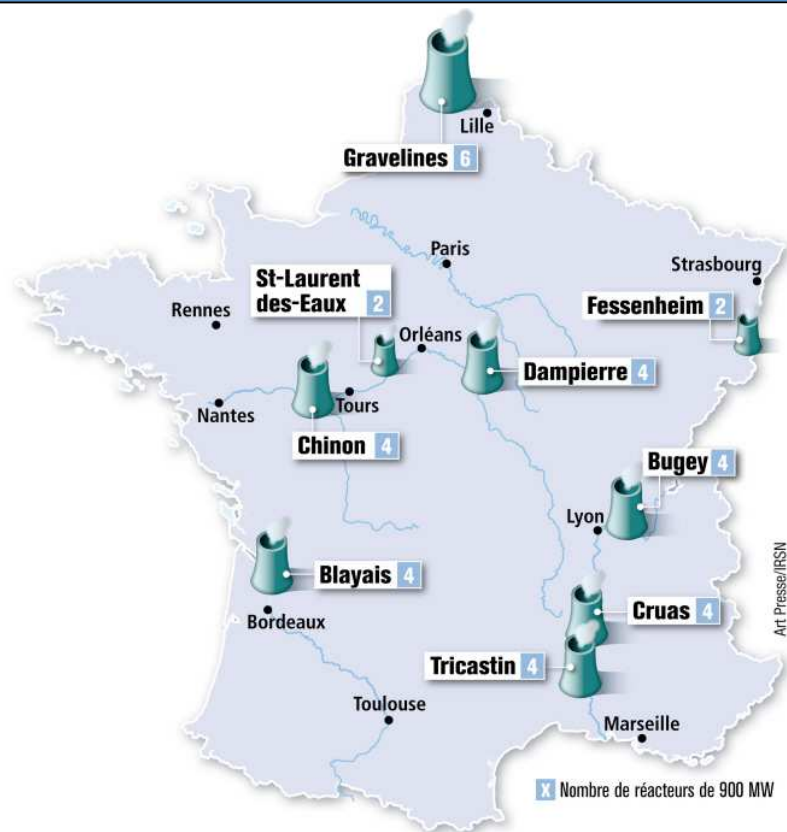 Lille
Gravelines 6
Paris
Strasbourg
St-Laurent
des-Eaux 2
Rennes
Fessenheim 2
Orléans
Dampierre 4
Nantes
Tours
Chinon 4
Bugey 4
Lyon
Blayais 4
Bordeaux
Cruas 4
Tricastin 4
Toulouse
Marseille
X Nombre de réacteurs de 900 MW
Art Presse/IRSN